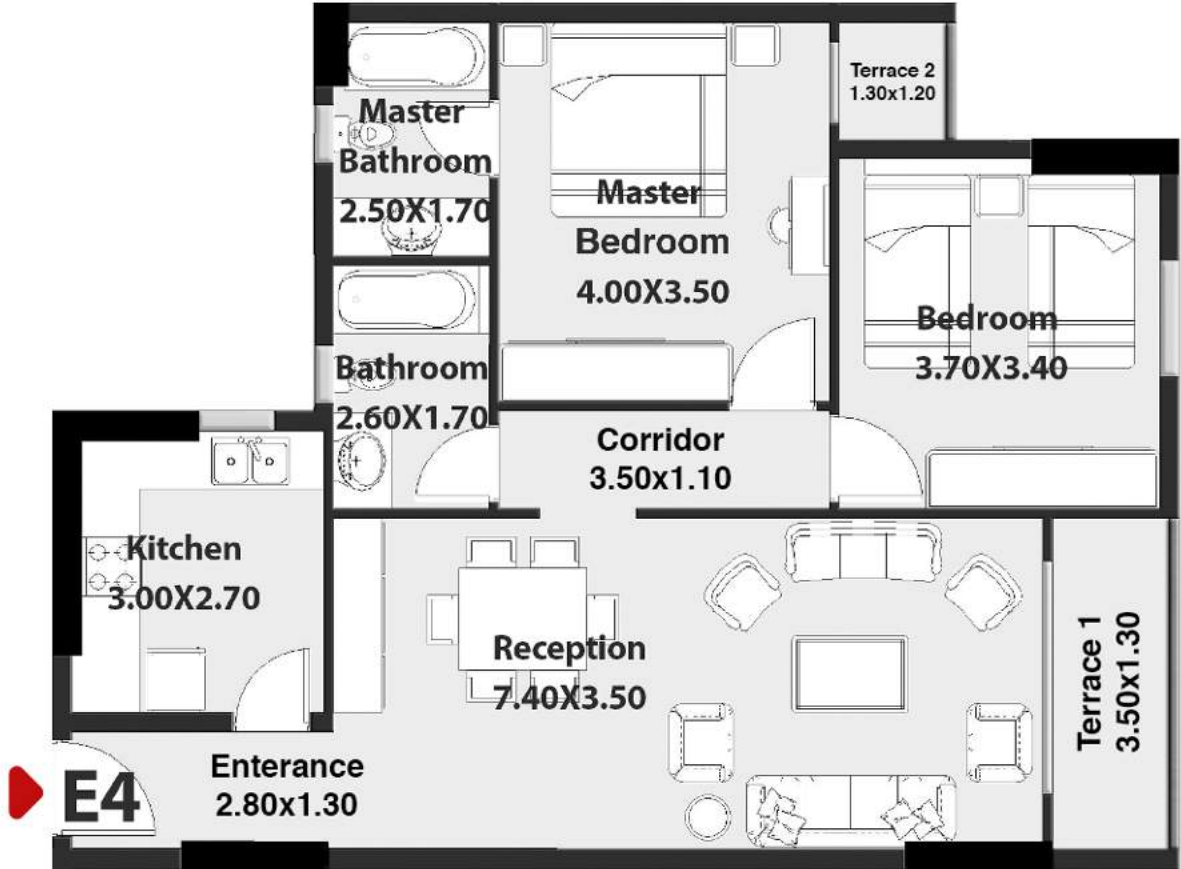 Terrace 2
1.30x1.20
Master
Bathroom
2.50X1.70
Master
Bedroom
4.00X3.50
Bedroom
3.70X3.40
Bathroom
2.60X1.70
Corridor
3.50x1.10
Kitchen
3.00X2.70
Reception
7.40X3.50
Terrace 1
3.50x1.30
Enterance
2.80x1.30
E4